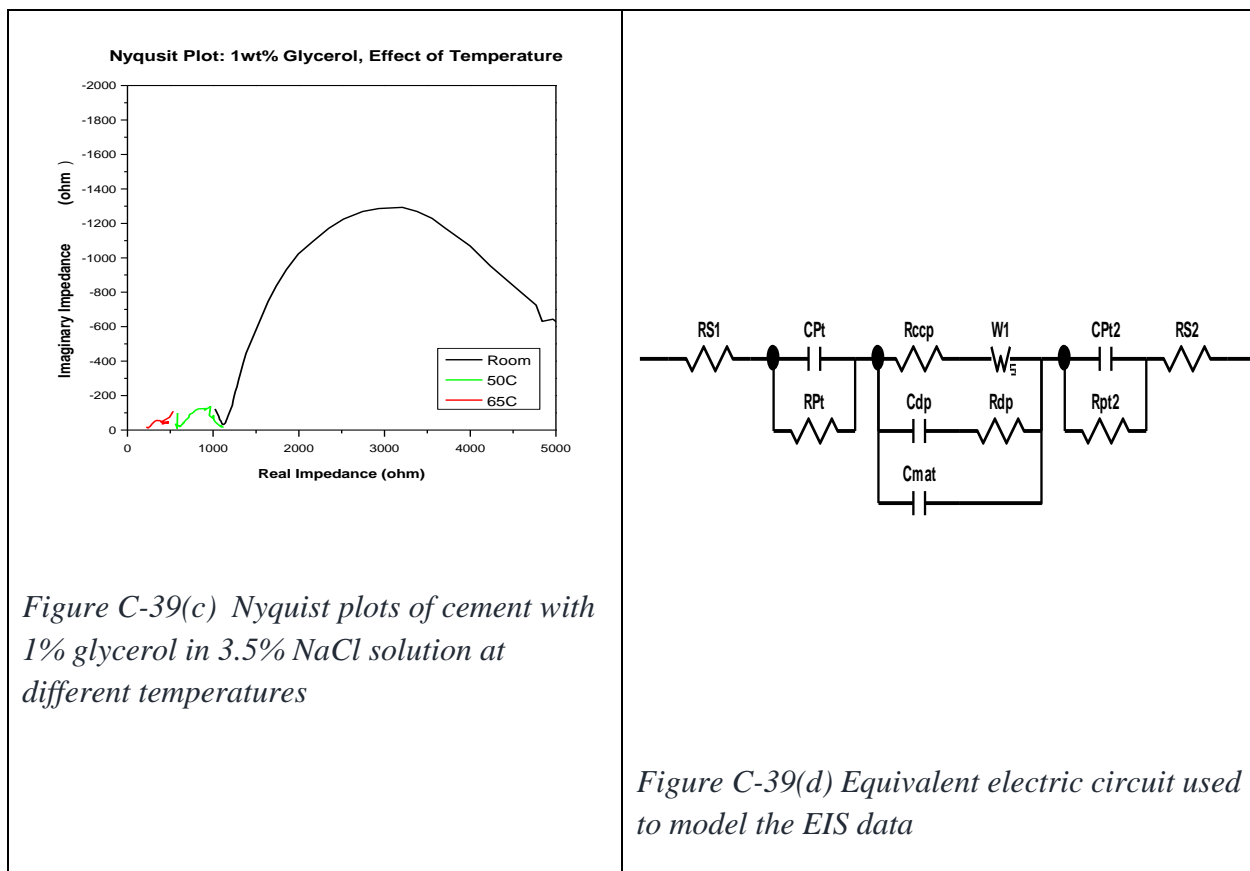 Nyqusit Plot: 1wt% Glycerol, Effect of Temperature
-2000
-1800
-1600
-1400
-1200
-1000
-800
-600
-400
-200
0
Imaginary Impedance (ohm )
0 1000 2000 3000 4000 5000
Real Impedance (ohm)
Room
50C
65C
Figure C-39(c) Nyquist plots of cement with
1% glycerol in 3.5% NaCl solution at
different temperatures
RS1 CPt Rccp W1 CPt2 RS2
s
RPt Cdp Rdp Rpt2
Cmat
Figure C-39(d) Equivalent electric circuit used
to model the EIS data